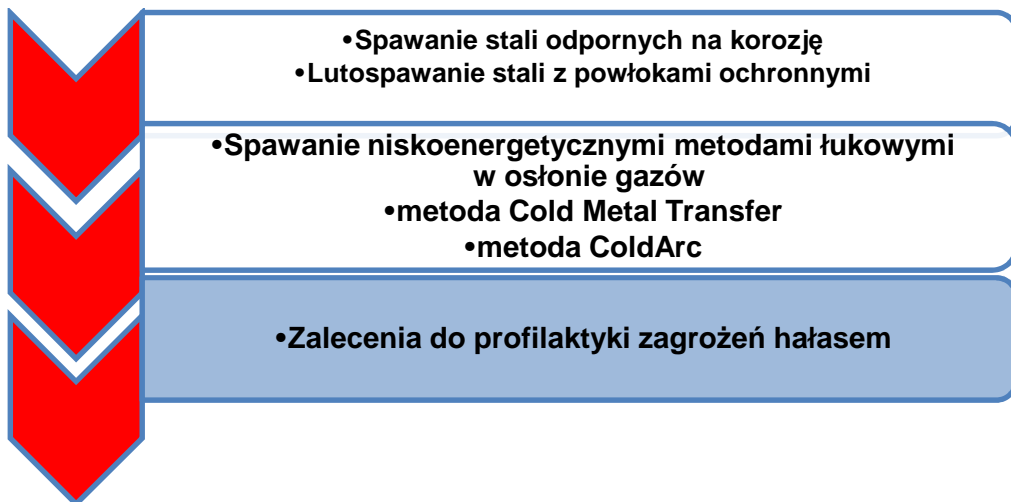 •Spawanie stali odpornych na korozję
•Lutospawanie stali z powłokami ochronnymi
•Spawanie niskoenergetycznymi metodami łukowymi
w osłonie gazów
•metoda Cold Metal Transfer
•metoda ColdArc
•Zalecenia do profilaktyki zagrożeń hałasem